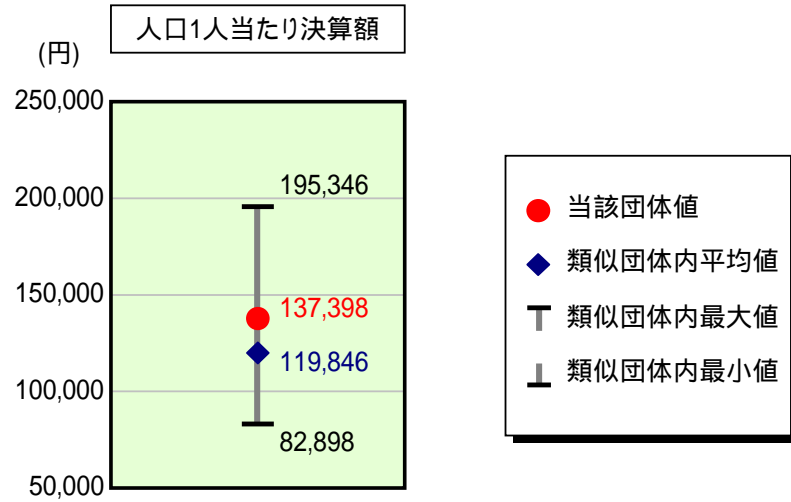 人口1人当たり決算額
(円)
250,000
200,000
150,000
100,000
50,000
195,346
137,398
119,846
82,898
当該団体値
類似団体内平均値
類似団体内最大値
類似団体内最小値